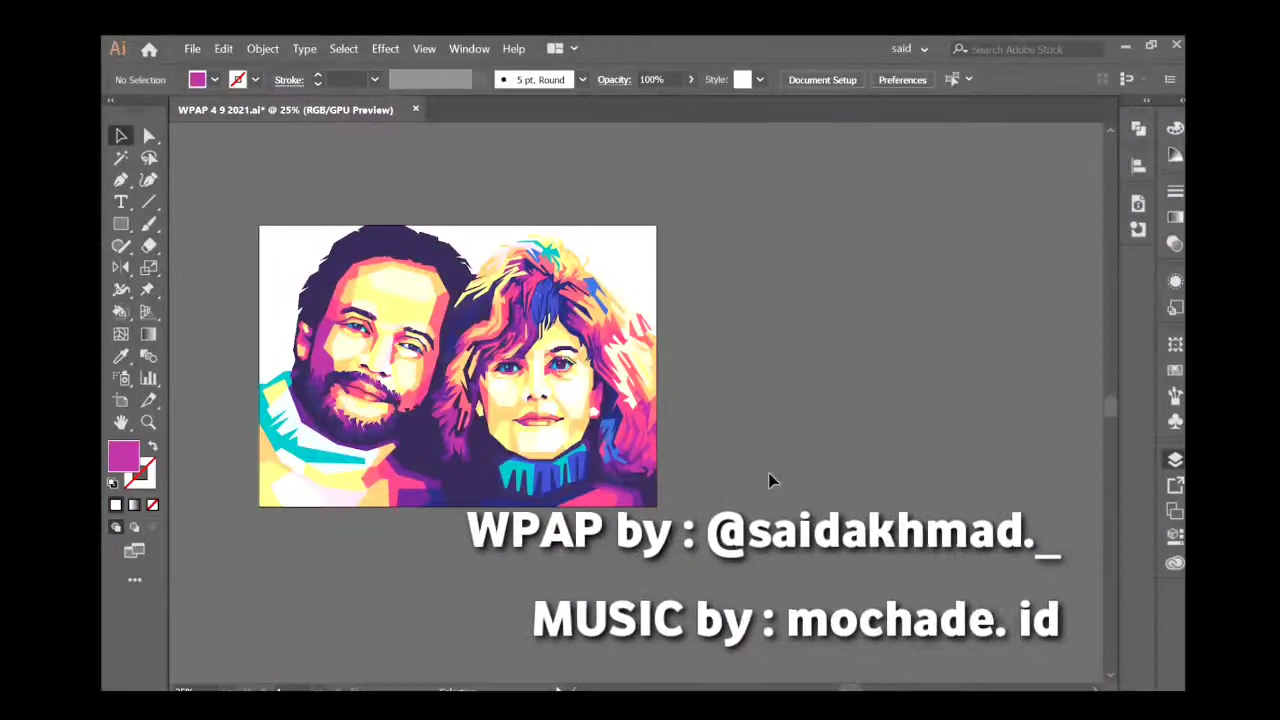 Ai File Edit Object Type Select Effect View Window Help said Search Adobe Stock
No Selection Stroke: 5 pt. Round Opacity: 100% Style: Document Setup Preferences
WPAP 4 9 2021.ai* @ 25% (RGB/GPU Preview)
WPAP by : @saidakhmad._
MUSIC by : mochade. id